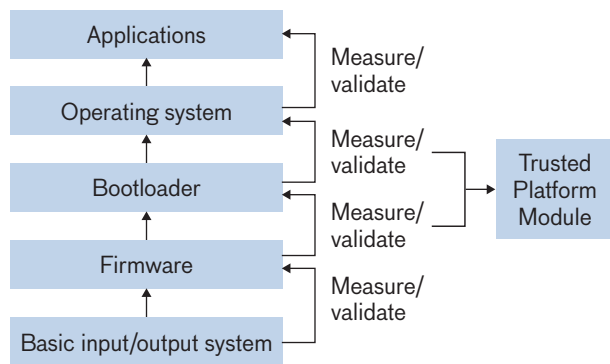 Applications
Measure/
validate
Operating system
Measure/
validate
Trusted
Platform
Module
Bootloader
Measure/
validate
Firmware
Measure/
validate
Basic input/output system